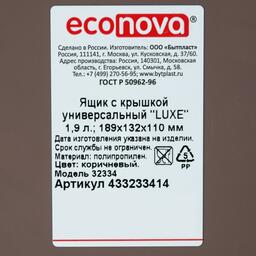 econova®
Сделано в России. Изготовитель: ООО «Бытпласт»
Россия, 111141, г. Москва, ул. Кусковская, д. 37/60.
Адрес производства: Россия, 140301, Московская
область, г. Егорьевск, ул. Смычка, д. 58.
Тел.: +7 (499) 270-56-95; www.bytplast.ru
ГОСТ Р 50962-96
Ящик с крышкой
универсальный "LUXE"
1,9 л.; 189х132х110 мм
Дата изготовления указана на изделии.
Срок службы не ограничен.
Материал: полипропилен.
Цвет: коричневый.
Модель 32334
Артикул 433233414
5
PP